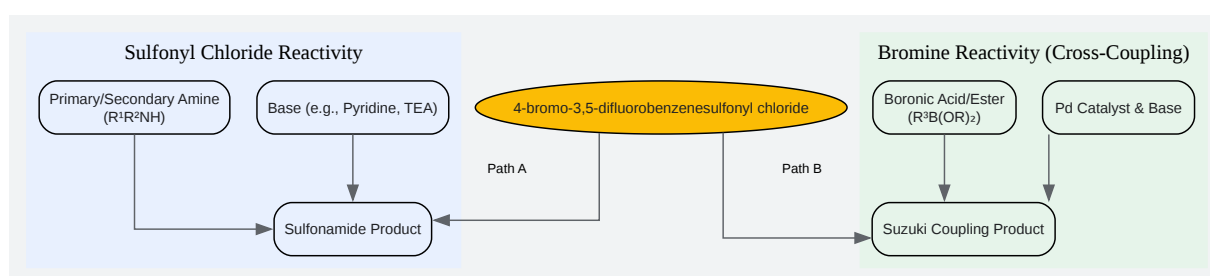 Sulfonyl Chloride Reactivity
Bromine Reactivity (Cross-Coupling)
Primary/Secondary Amine
(R¹R²NH)
Base (e.g., Pyridine, TEA)
4-bromo-3,5-difluorobenzenesulfonyl chloride
Boronic Acid/Ester
(R³B(OR)₂)
Pd Catalyst & Base
Path A
Path B
Sulfonamide Product
Suzuki Coupling Product